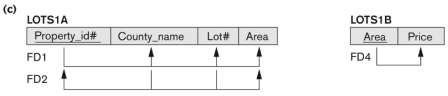 (c)
LOTS1A LOTS1B
Property_id# County_name Lot# Area Area Price
FD1 FD4
FD2